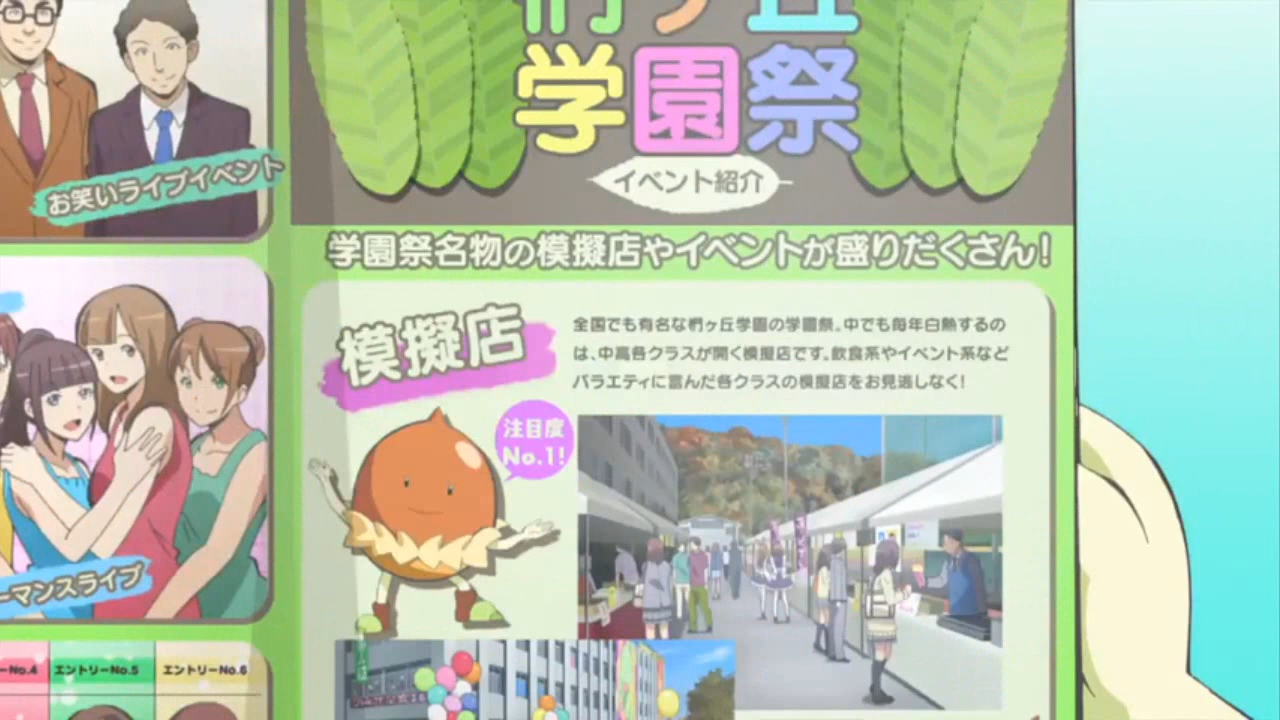 椚ヶ丘
学園祭
イベント紹介
お笑いライブイベント
学園祭名物の模擬店やイベントが盛りだくさん!
模擬店
全国でも有名な椚ヶ丘学園の学園祭。中でも毎年白熱するの
は、中高各クラスが開く模擬店です。飲食系やイベント系など
バラエティに富んだ各クラスの模擬店をお見逃しなく!
注目度
No.1!
ーマンスライブ
ーNo.4
エントリーNo.5
エントリーNo.6